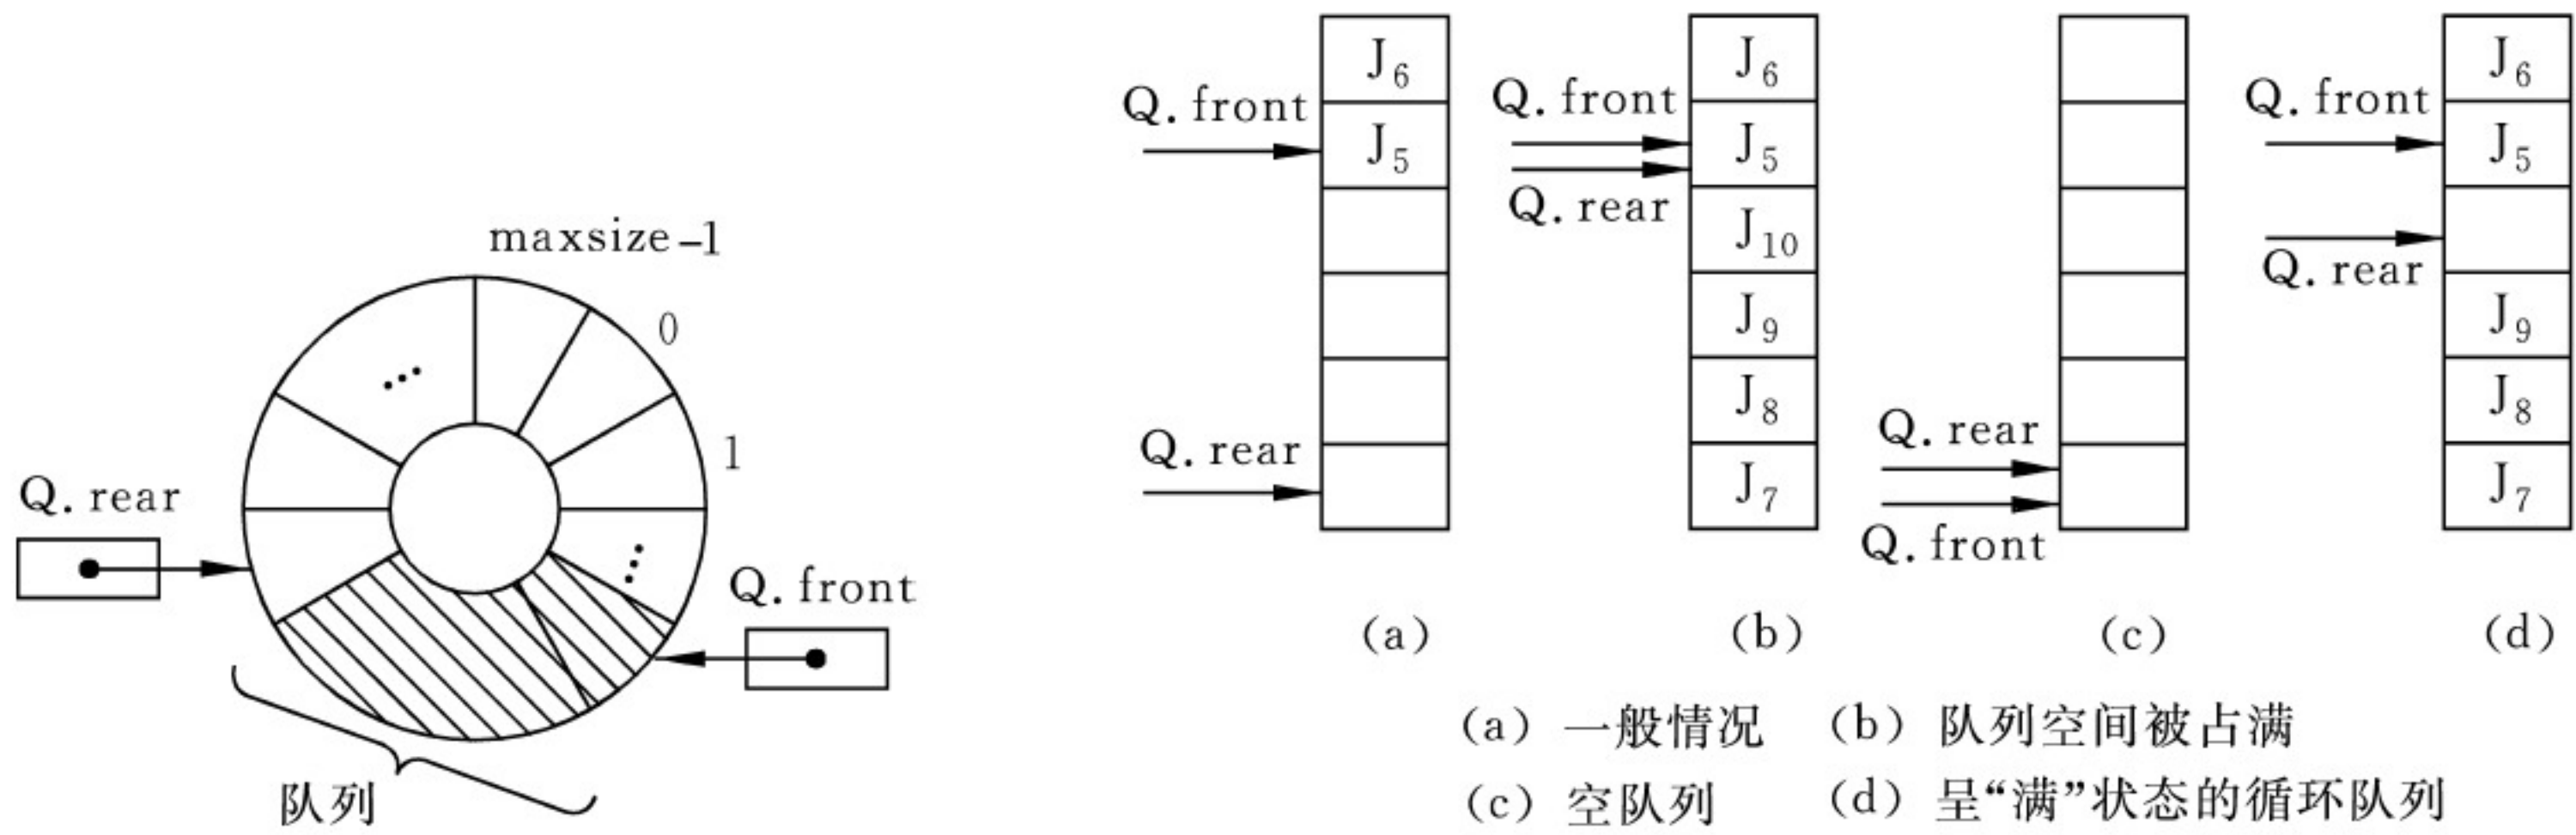 maxsize-1
0
1
Q. rear
Q. front
队列
Q. front
Q. rear
J6
J5
(a)
Q. front
Q. rear
J6
J5
J10
J9
J8
J7
(b)
Q. rear
Q. front
(c)
Q. front
Q. rear
J6
J5
J9
J8
J7
(d)
(a) 一般情况 (b) 队列空间被占满
(c) 空队列 (d) 呈“满”状态的循环队列